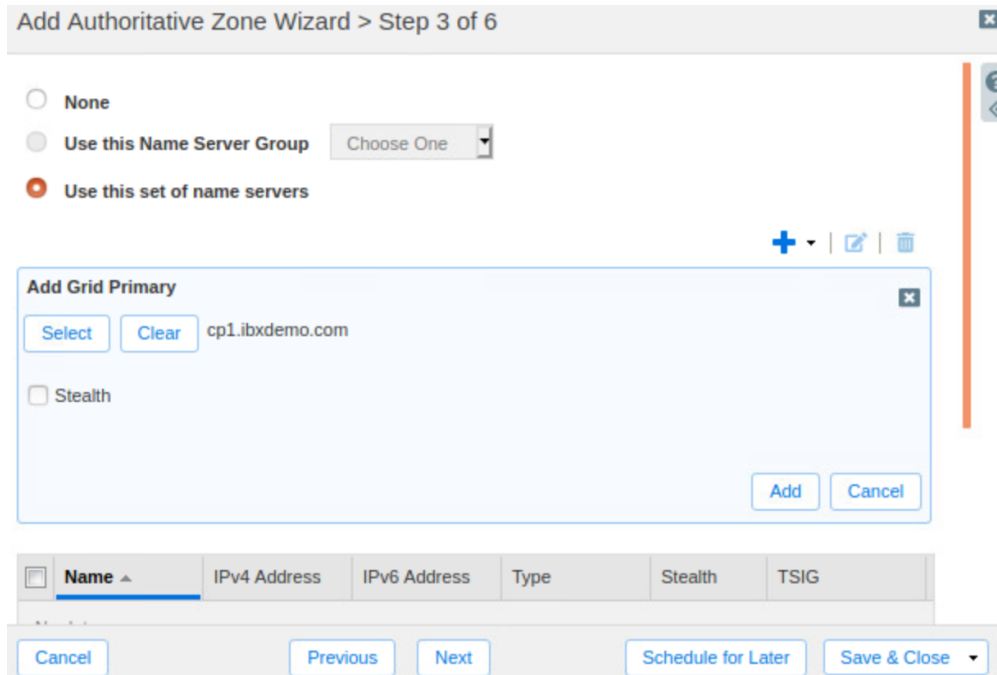 Add Authoritative Zone Wizard > Step 3 of 6
None
Use this Name Server Group Choose One
Use this set of name servers
Add Grid Primary
Select Clear cp1.ibxdemo.com
Stealth
Add Cancel
Name IPv4 Address IPv6 Address Type Stealth TSIG
Cancel Previous Next Schedule for Later Save & Close